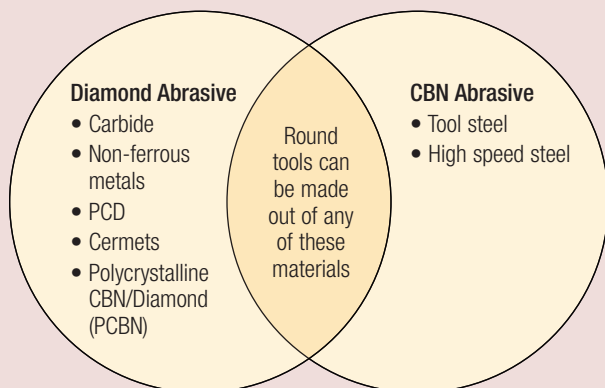 Diamond Abrasive
• Carbide
• Non-ferrous
metals
• PCD
• Cermets
• Polycrystalline
CBN/Diamond
(PCBN)
Round
tools can
be made
out of any
of these
materials
CBN Abrasive
• Tool steel
• High speed steel